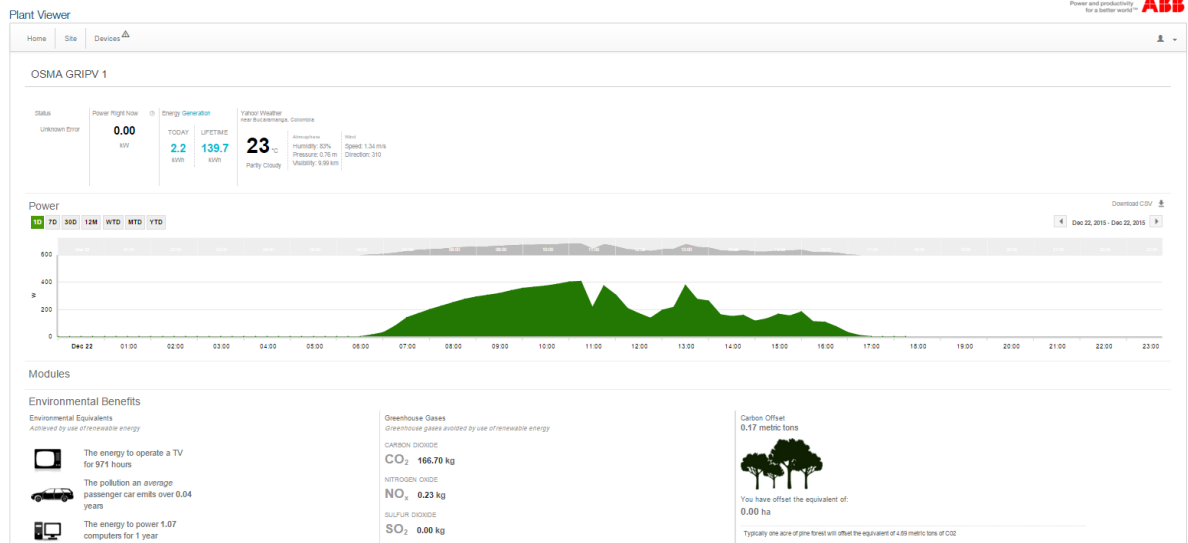 Power and productivity
for a better world™ ABB
Plant Viewer
Home Site Devices
OSMA GRIPV 1
Status
Unknown Error
Power Right Now
0.00
kW
Energy Generation
TODAY LIFETIME
2.2 139.7
kWh kWh
Yahoo! Weather
near Bucaramanga, Colombia
23 °C
Partly Cloudy
Atmosphere
Humidity: 83%
Pressure: 0.76 m
Visibility: 9.99 km
Wind
Speed: 1.34 m/s
Direction: 310
Power
Download CSV
1D 7D 30D 12M WTD MTD YTD
Dec 22, 2015 - Dec 22, 2015
600
400
W
200
0
Dec 22 01:00 02:00 03:00 04:00 05:00 06:00 07:00 08:00 09:00 10:00 11:00 12:00 13:00 14:00 15:00 16:00 17:00 18:00 19:00 20:00 21:00 22:00 23:00
Modules
Environmental Benefits
Environmental Equivalents
Achieved by use of renewable energy
The energy to operate a TV
for 971 hours
The pollution an average
passenger car emits over 0.04
years
The energy to power 1.07
computers for 1 year
Greenhouse Gases
Greenhouse gases avoided by use of renewable energy
CARBON DIOXIDE
CO2 166.70 kg
NITROGEN OXIDE
NOx 0.23 kg
SULFUR DIOXIDE
SO2 0.00 kg
Carbon Offset
0.17 metric tons
You have offset the equivalent of:
0.00 ha
Typically one acre of pine forest will offset the equivalent of 4.69 metric tons of C02